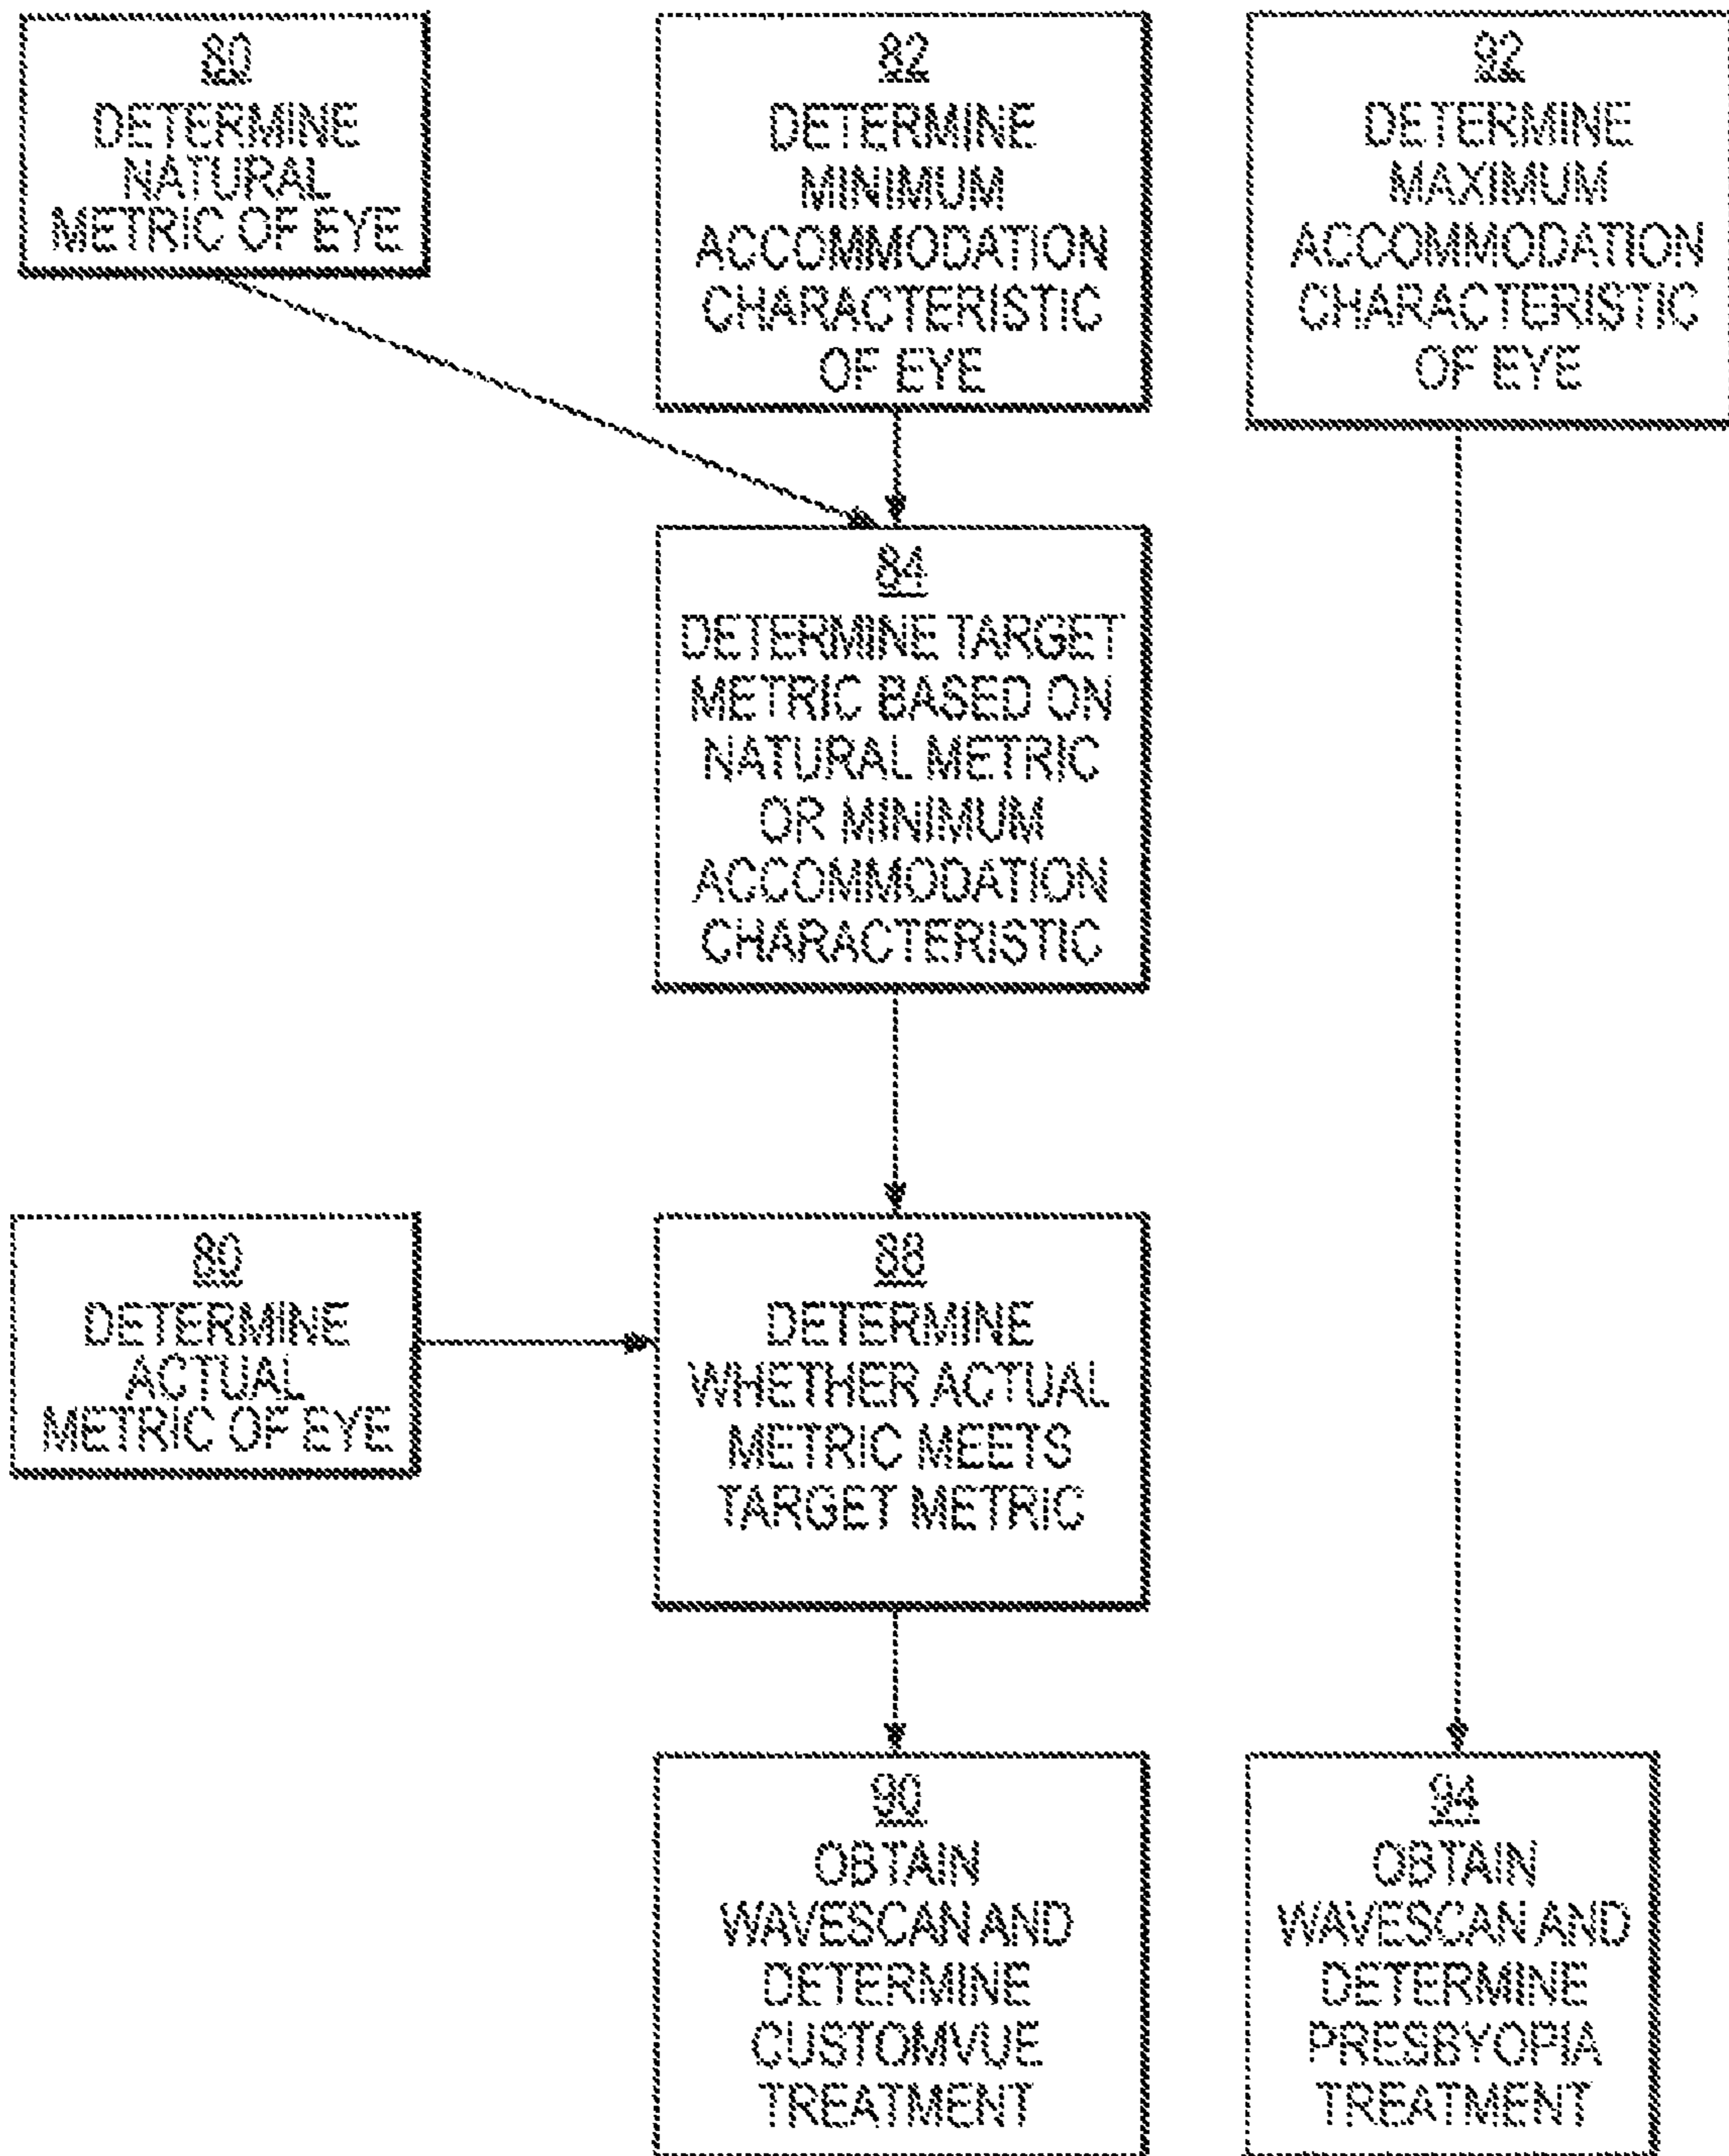 80
DETERMINE
NATURAL
METRIC OF EYE
82
DETERMINE
MINIMUM
ACCOMMODATION
CHARACTERISTIC
OF EYE
92
DETERMINE
MAXIMUM
ACCOMMODATION
CHARACTERISTIC
OF EYE
84
DETERMINE TARGET
METRIC BASED ON
NATURAL METRIC
OR MINIMUM
ACCOMMODATION
CHARACTERISTIC
80
DETERMINE
ACTUAL
METRIC OF EYE
88
DETERMINE
WHETHER ACTUAL
METRIC MEETS
TARGET METRIC
90
OBTAIN
WAVESCAN AND
DETERMINE
CUSTOMVUE
TREATMENT
94
OBTAIN
WAVESCAN AND
DETERMINE
PRESBYOPIA
TREATMENT